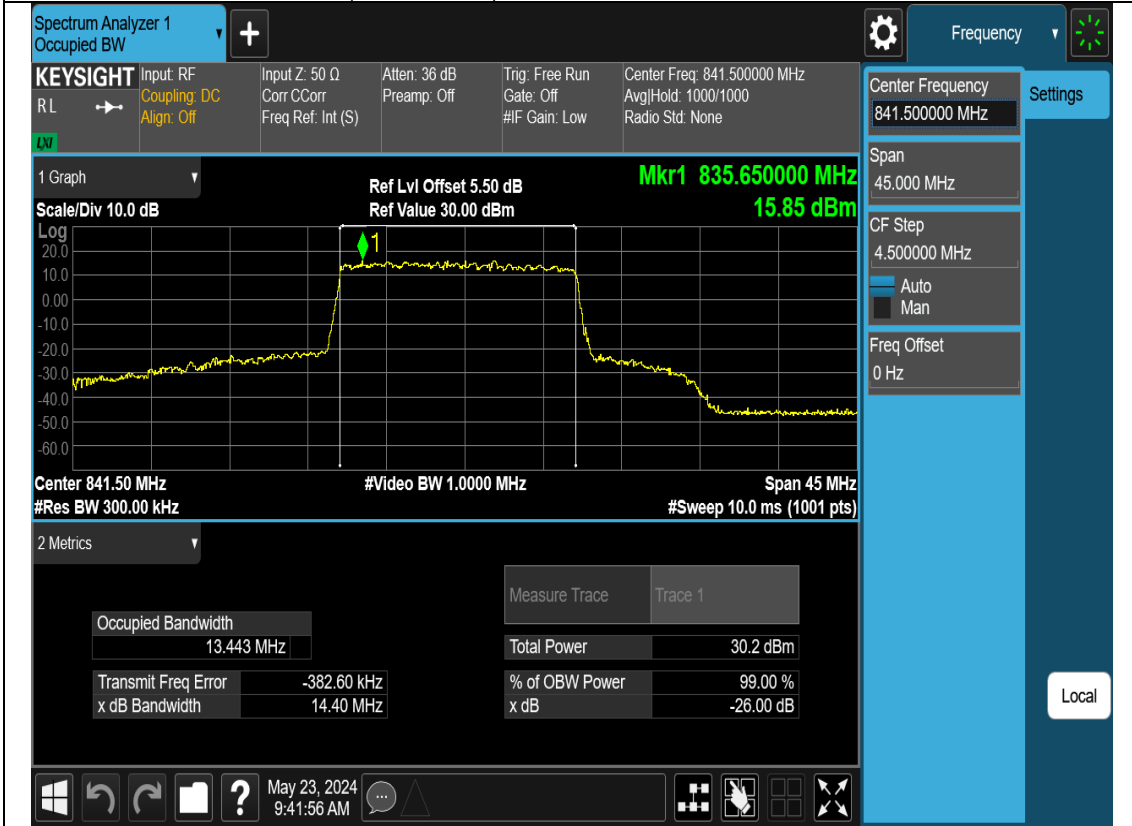 Spectrum Analyzer 1
Occupied BW
+
Frequency
KEYSIGHT
R L
LXI
Input: RF
Coupling: DC
Align: Off
Input Z: 50 Ω
Corr CCorr
Freq Ref: Int (S)
Atten: 36 dB
Preamp: Off
Trig: Free Run
Gate: Off
#IF Gain: Low
Center Freq: 841.500000 MHz
Avg|Hold: 1000/1000
Radio Std: None
Center Frequency
841.500000 MHz
Settings
Span
45.000 MHz
CF Step
4.500000 MHz
Auto
Man
Freq Offset
0 Hz
Local
1 Graph
Scale/Div 10.0 dB
Ref Lvl Offset 5.50 dB
Ref Value 30.00 dBm
Mkr1 835.650000 MHz
15.85 dBm
Log
1
20.0
10.0
0.00
-10.0
-20.0
-30.0
-40.0
-50.0
-60.0
Center 841.50 MHz
#Video BW 1.0000 MHz
Span 45 MHz
#Res BW 300.00 kHz
#Sweep 10.0 ms (1001 pts)
2 Metrics
Measure Trace Trace 1
Occupied Bandwidth
13.443 MHz
Total Power 30.2 dBm
Transmit Freq Error -382.60 kHz
% of OBW Power 99.00 %
x dB Bandwidth 14.40 MHz
x dB -26.00 dB
?
May 23, 2024
9:41:56 AM